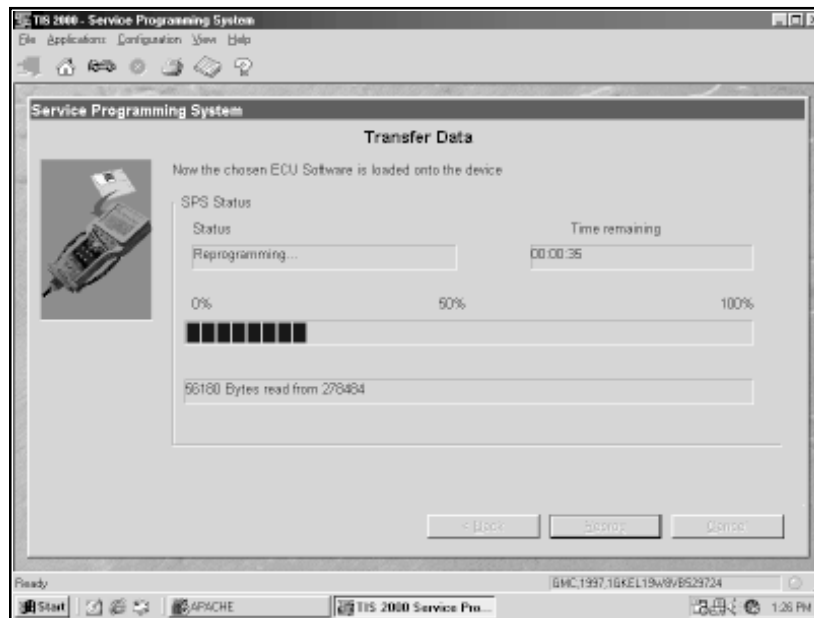 TIS 2000 - Service Programming System
File Applications Configuration View Help
Service Programming System
Transfer Data
Now the chosen ECU Software is loaded onto the device
SPS Status
Status Time remaining
Reprogramming... 00:00:35
0% 50% 100%
56180 Bytes read from 278484
< Back Reprog Cancel
Ready GMC,1997,1GKEL19W8VB529724
Start APACHE TIS 2000 Service Pro... 1:26 PM